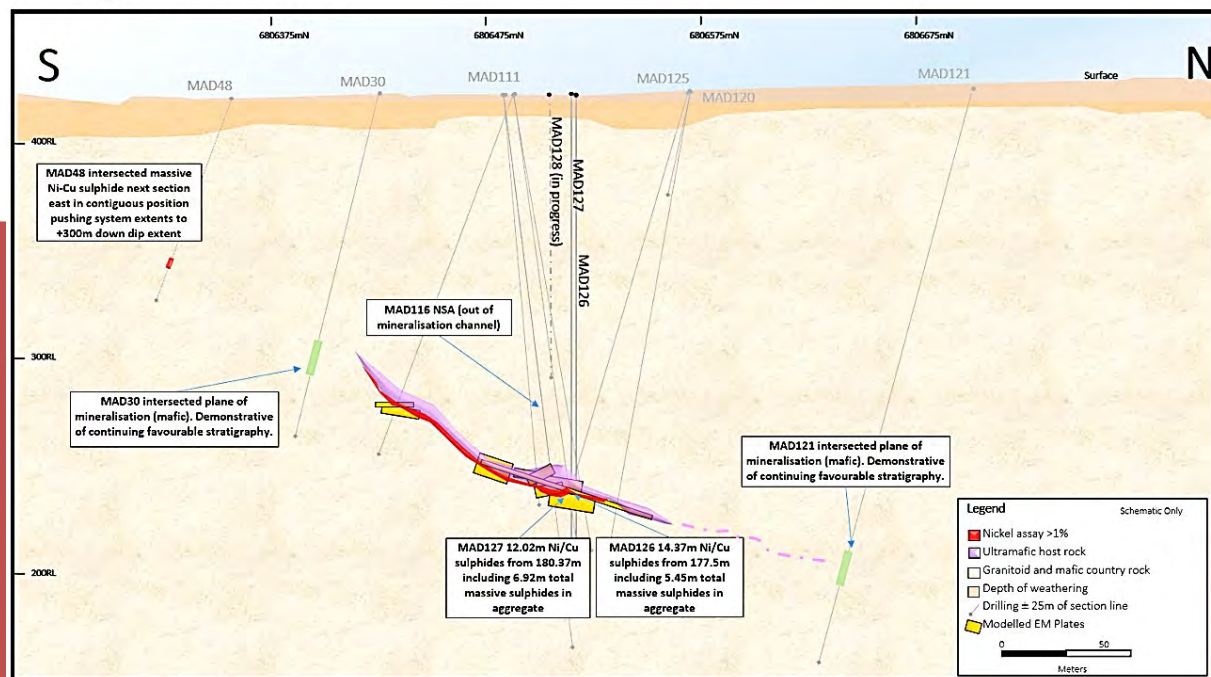 6806375mN
6806475mN
6806575mN
6806675mN
S
N
MAD48
MAD30
MAD111
MAD125
MAD120
MAD121
Surface
400RL
MAD128 (in progress)
MAD127
MAD126
MAD48 intersected massive
Ni-Cu sulphide next section
east in contiguous position
pushing system extents to
+300m down dip extent
MAD116 NSA (out of
mineralisation channel)
300RL
MAD30 intersected plane of
mineralisation (mafic). Demonstrative
of continuing favourable stratigraphy.
MAD121 intersected plane of
mineralisation (mafic). Demonstrative
of continuing favourable stratigraphy.
MAD127 12.02m Ni/Cu
sulphides from 180.37m
including 6.92m total
massive sulphides in
aggregate
MAD126 14.37m Ni/Cu
sulphides from 177.5m
including 5.45m total
massive sulphides in
aggregate
200RL
Legend
Schematic Only
Nickel assay >1%
Ultramafic host rock
Granitoid and mafic country rock
Depth of weathering
Drilling ± 25m of section line
Modelled EM Plates
0 50
Meters